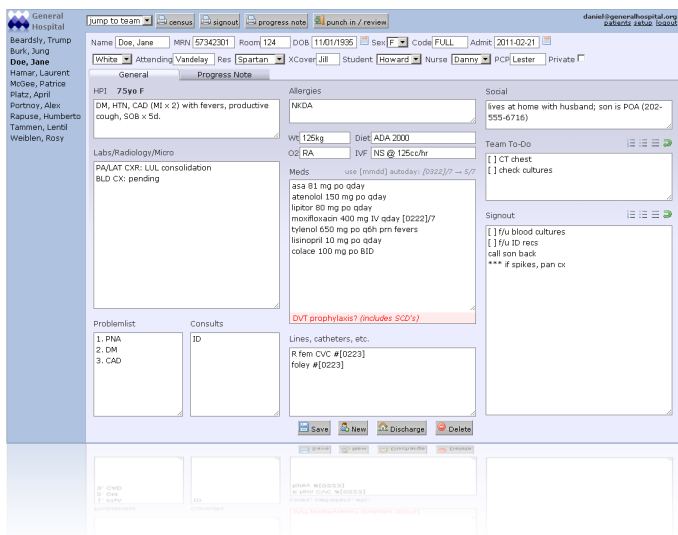 General
Hospital
jump to team
census
signout
progress note
punch in / review
daniel@generalhospital.org
patients setup logout
Beardsly, Trump
Burk, Jung
Doe, Jane
Hamar, Laurent
McGee, Patrice
Platz, April
Portnoy, Alex
Rapuse, Humberto
Tammen, Lentil
Weiblen, Rosy
Name Doe, Jane MRN 57342301 Room 124 DOB 11/01/1935 Sex F Code FULL Admit 2011-02-21
White Attending Vandelay Res Spartan XCover Jill Student Howard Nurse Danny PCP Lester Private
General Progress Note
HPI 75yo F
DM, HTN, CAD (MI x 2) with fevers, productive
cough, SOB x 5d.
Labs/Radiology/Micro
PA/LAT CXR: LUL consolidation
BLD CX: pending
Problemlist
1. PNA
2. DM
3. CAD
Consults
ID
Allergies
NKDA
Wt 125kg Diet ADA 2000
O2 RA IVF NS @ 125cc/hr
Meds use [mmdd] autoday: [0322]/7 → 5/7
asa 81 mg po qday
atenolol 150 mg po qday
lipitor 80 mg po qday
moxifloxacin 400 mg IV qday [0222]/7
tylenol 650 mg po q6h prn fevers
lisinopril 10 mg po qday
colace 100 mg po BID
DVT prophylaxis? (includes SCD's)
Lines, catheters, etc.
R fem CVC #[0223]
foley #[0223]
Social
lives at home with husband; son is POA (202-
555-6716)
Team To-Do
[ ] CT chest
[ ] check cultures
Signout
[ ] f/u blood cultures
[ ] f/u ID recs
call son back
*** if spikes, pan cx
Save New Discharge Delete